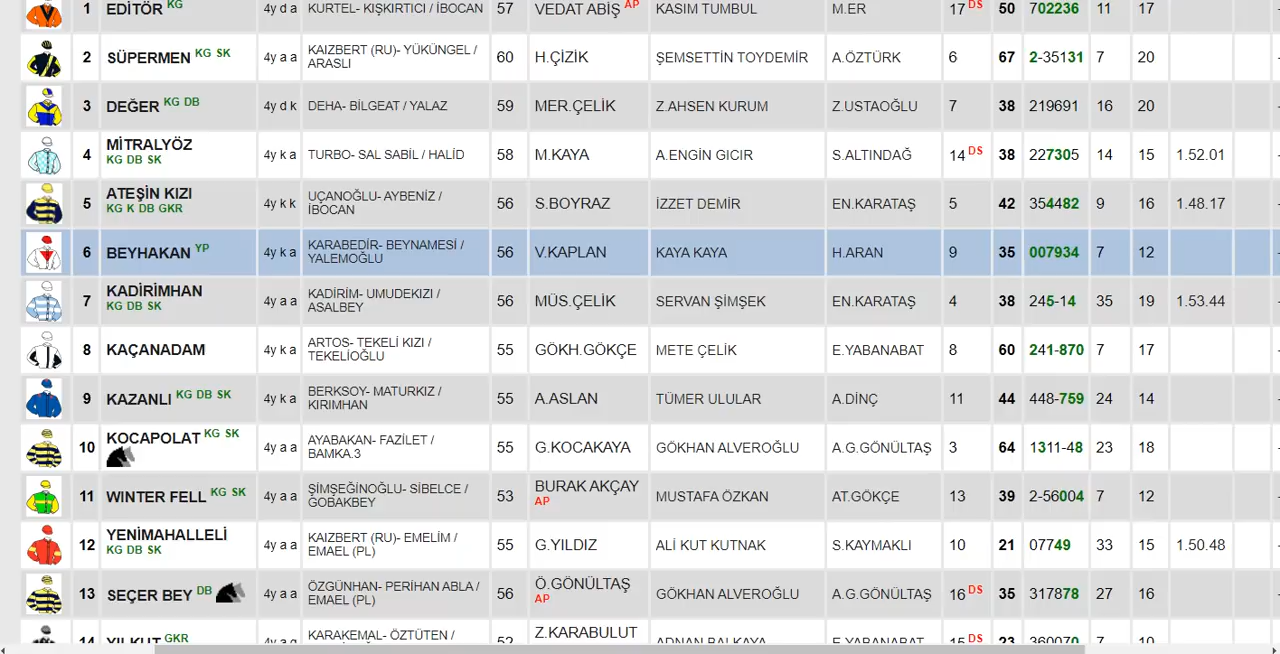 1 EDİTÖR KG 4y d a KURTEL- KIŞKIRTICI / İBOCAN 57 VEDAT ABİŞ AP KASIM TUMBUL M.ER 17 DS 50 702236 11 17
2 SÜPERMEN KG SK 4y a a KAIZBERT (RU)- YÜKÜNGEL / ARASLI 60 H.ÇİZİK ŞEMSETTİN TOYDEMİR A.ÖZTÜRK 6 67 2-35131 7 20
3 DEĞER KG DB 4y d k DEHA- BİLGEAT / YALAZ 59 MER.ÇELİK Z.AHSEN KURUM Z.USTAOĞLU 7 38 219691 16 20
4 MİTRALYÖZ KG DB SK 4y k a TURBO- SAL SABİL / HALİD 58 M.KAYA A.ENGİN GICIR S.ALTINDAĞ 14 DS 38 227305 14 15 1.52.01
5 ATEŞİN KIZI KG K DB GKR 4y k k UÇANOĞLU- AYBENİZ / İBOCAN 56 S.BOYRAZ İZZET DEMİR EN.KARATAŞ 5 42 354482 9 16 1.48.17
6 BEYHAKAN YP 4y k a KARABEDİR- BEYNAMESİ / YALEMOĞLU 56 V.KAPLAN KAYA KAYA H.ARAN 9 35 007934 7 12
7 KADİRİMHAN KG DB SK 4y a a KADİRİM- UMUDEKIZI / ASALBEY 56 MÜS.ÇELİK SERVAN ŞİMŞEK EN.KARATAŞ 4 38 245-14 35 19 1.53.44
8 KAÇANADAM 4y k a ARTOS- TEKELİ KIZI / TEKELİOĞLU 55 GÖKH.GÖKÇE METE ÇELİK E.YABANABAT 8 60 241-870 7 17
9 KAZANLI KG DB SK 4y k a BERKSOY- MATURKIZ / KIRIMHAN 55 A.ASLAN TÜMER ULULAR A.DİNÇ 11 44 448-759 24 14
10 KOCAPOLAT KG SK 4y a a AYABAKAN- FAZİLET / BAMKA.3 55 G.KOCAKAYA GÖKHAN ALVEROĞLU A.G.GÖNÜLTAŞ 3 64 1311-48 23 18
11 WINTER FELL KG SK 4y a a ŞİMŞEĞİNOĞLU- SİBELCE / GOBAKBEY 53 BURAK AKÇAY AP MUSTAFA ÖZKAN AT.GÖKÇE 13 39 2-56004 7 12
12 YENİMAHALLELİ KG DB SK 4y a a KAIZBERT (RU)- EMELİM / EMAEL (PL) 55 G.YILDIZ ALİ KUT KUTNAK S.KAYMAKLI 10 21 07749 33 15 1.50.48
13 SEÇER BEY DB 4y a a ÖZGÜNHAN- PERİHAN ABLA / EMAEL (PL) 56 Ö.GÖNÜLTAŞ AP GÖKHAN ALVEROĞLU A.G.GÖNÜLTAŞ 16 DS 35 317878 27 16
14 YILKUT GKR 4y a g KARAKEMAL- ÖZTÜTEN / 52 Z.KARABULUT ADNAN BALKAYA E.YABANABAT 15 DS 23 360070 7 10